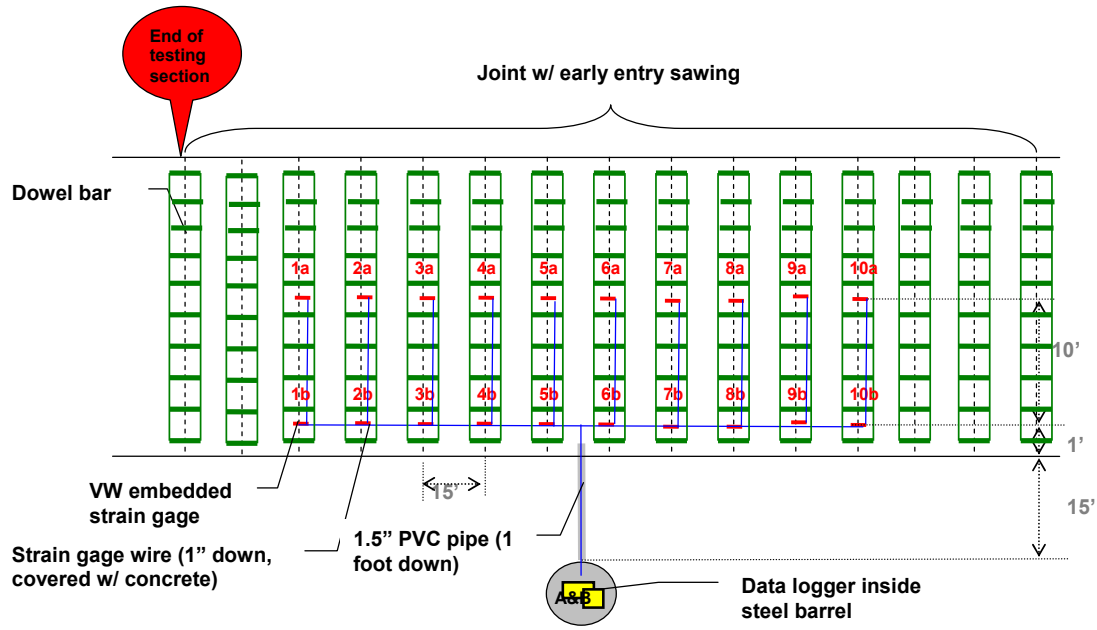 End of
testing
section
Joint w/ early entry sawing
Dowel bar
1a 2a 3a 4a 5a 6a 7a 8a 9a 10a
10’
1b 2b 3b 4b 5b 6b 7b 8b 9b 10b
1’
15’
15’
VW embedded
strain gage
Strain gage wire (1” down,
covered w/ concrete)
1.5” PVC pipe (1
foot down)
A&B
Data logger inside
steel barrel